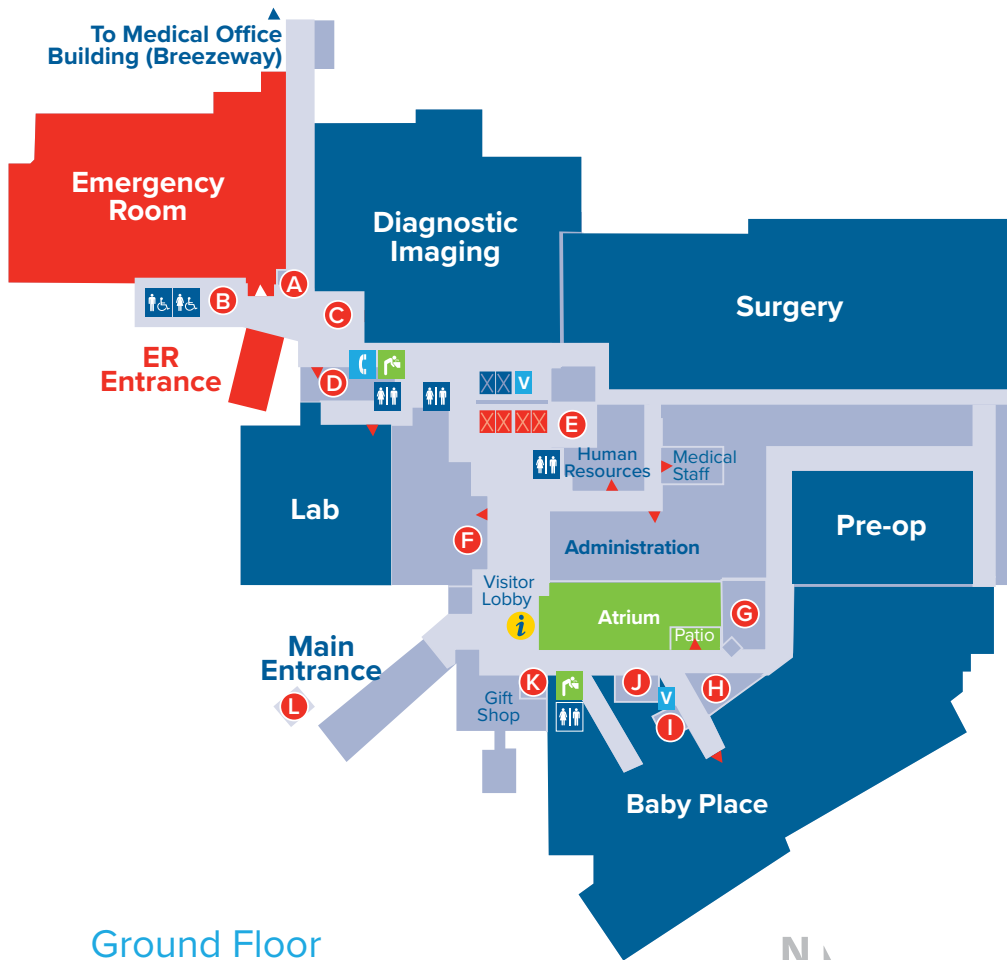 To Medical Office
Building (Breezeway)
Emergency
Room
Diagnostic
Imaging
Surgery
A
B
C
ER
Entrance
D
V
E
Human
Resources
Medical
Staff
Lab
F
Pre-op
Administration
Visitor
Lobby
i
Atrium
G
Patio
Main
Entrance
K
J
H
L
Gift
Shop
V
I
Baby Place
Ground Floor
N